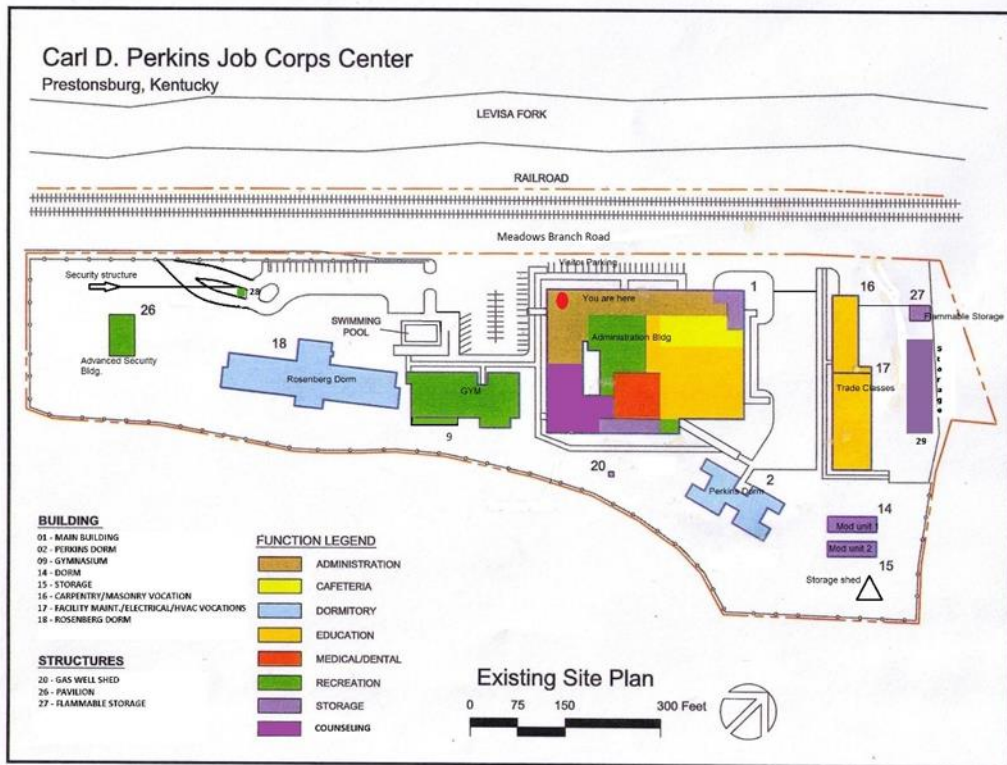 Carl D. Perkins Job Corps Center
Prestonsburg, Kentucky
LEVISA FORK
RAILROAD
Meadows Branch Road
Security structure
28
Visitor Parking
1
16
27
You are here
Flammable Storage
26
SWIMMING
POOL
Administration Bldg
Advanced Security
Bldg.
18
17
Storage
Rosenberg Dorm
GYM
Trade Classes
9
29
20
2
Perkins Dorm
14
Mod unit 1
Mod unit 2
15
Storage shed
BUILDING
01 - MAIN BUILDING
02 - PERKINS DORM
09 - GYMNASIUM
14 - DORM
15 - STORAGE
16 - CARPENTRY/MASONRY VOCATION
17 - FACILITY MAINT./ELECTRICAL/HVAC VOCATIONS
18 - ROSENBERG DORM
STRUCTURES
20 - GAS WELL SHED
26 - PAVILION
27 - FLAMMABLE STORAGE
FUNCTION LEGEND
ADMINISTRATION
CAFETERIA
DORMITORY
EDUCATION
MEDICAL/DENTAL
RECREATION
STORAGE
COUNSELING
Existing Site Plan
0 75 150 300 Feet